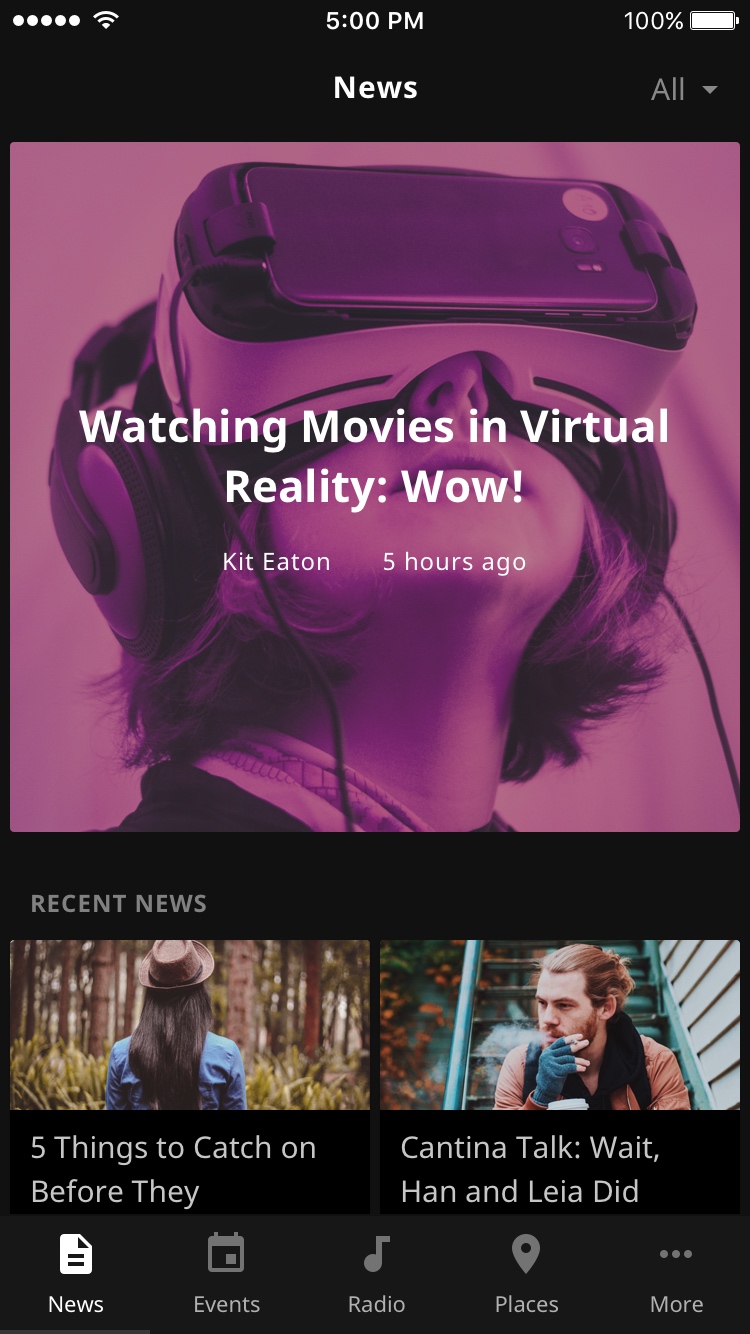 5:00 PM
100%
News
All
Watching Movies in Virtual
Reality: Wow!
Kit Eaton 5 hours ago
RECENT NEWS
5 Things to Catch on
Before They
Cantina Talk: Wait,
Han and Leia Did
News
Events
Radio
Places
More